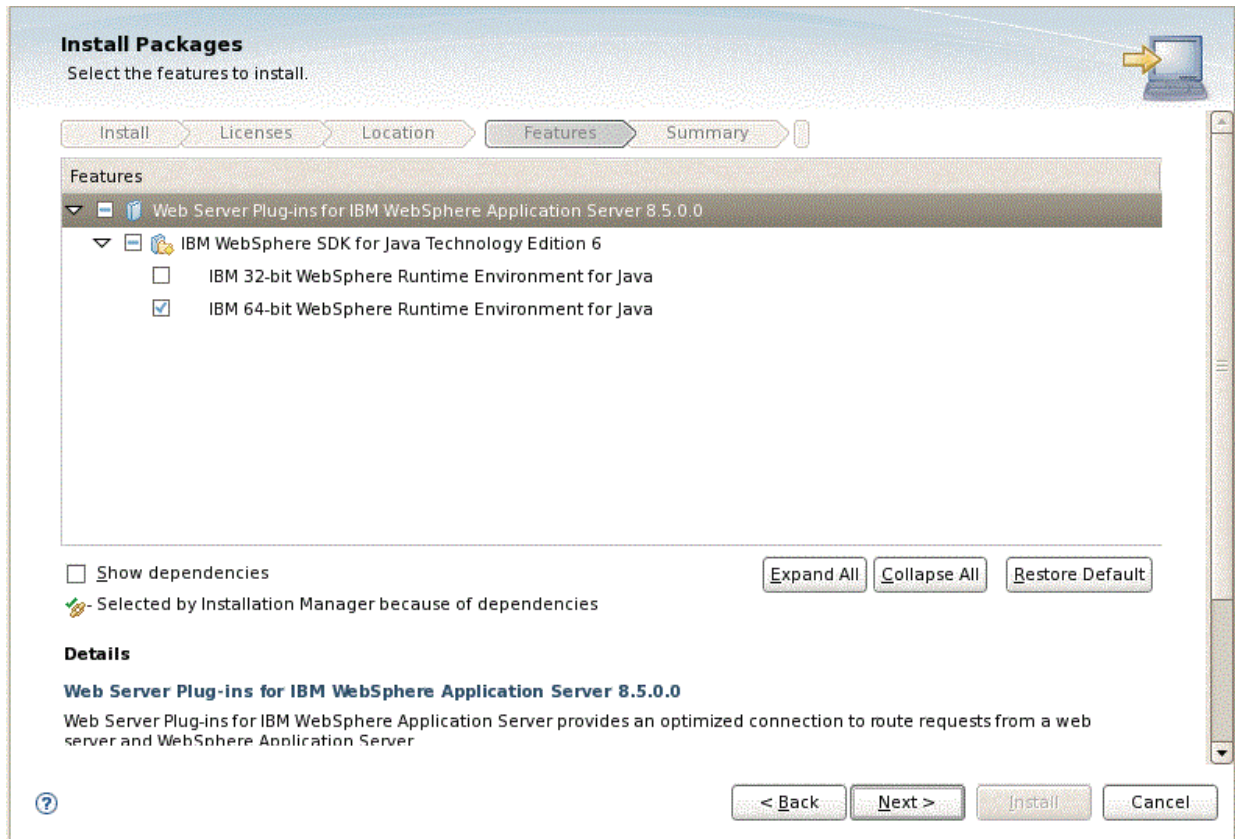 Install Packages
Select the features to install.
Install Licenses Location Features Summary
Features
Web Server Plug-ins for IBM WebSphere Application Server 8.5.0.0
IBM WebSphere SDK for Java Technology Edition 6
IBM 32-bit WebSphere Runtime Environment for Java
IBM 64-bit WebSphere Runtime Environment for Java
Show dependencies Expand All Collapse All Restore Default
- Selected by Installation Manager because of dependencies
Details
Web Server Plug-ins for IBM WebSphere Application Server 8.5.0.0
Web Server Plug-ins for IBM WebSphere Application Server provides an optimized connection to route requests from a web
server and WebSphere Application Server
? < Back Next > Install Cancel